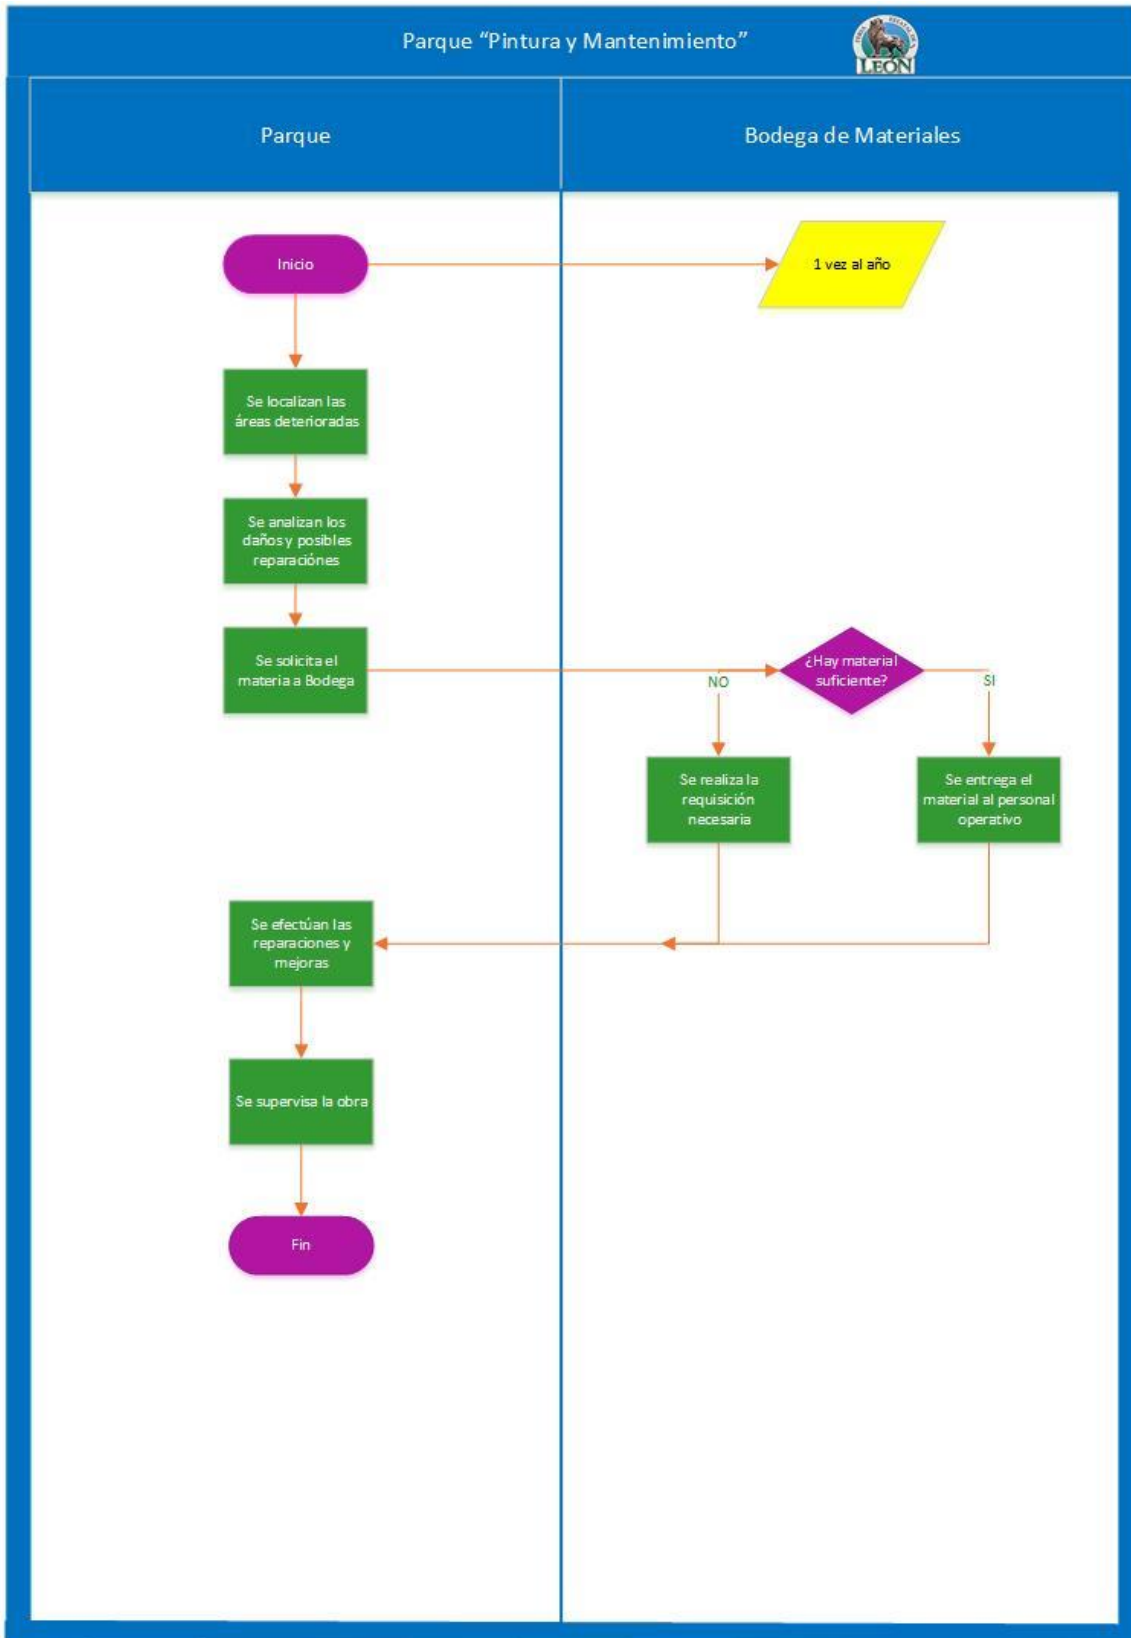 Parque “Pintura y Mantenimiento”
LEÓN
Parque
Bodega de Materiales
Inicio
1 vez al año
Se localizan las
áreas deterioradas
Se analizan los
daños y posibles
reparaciónes
Se solicita el
materia a Bodega
¿Hay material
suficiente?
NO
SI
Se realiza la
requisición
necesaria
Se entrega el
material al personal
operativo
Se efectúan las
reparaciones y
mejoras
Se supervisa la obra
Fin